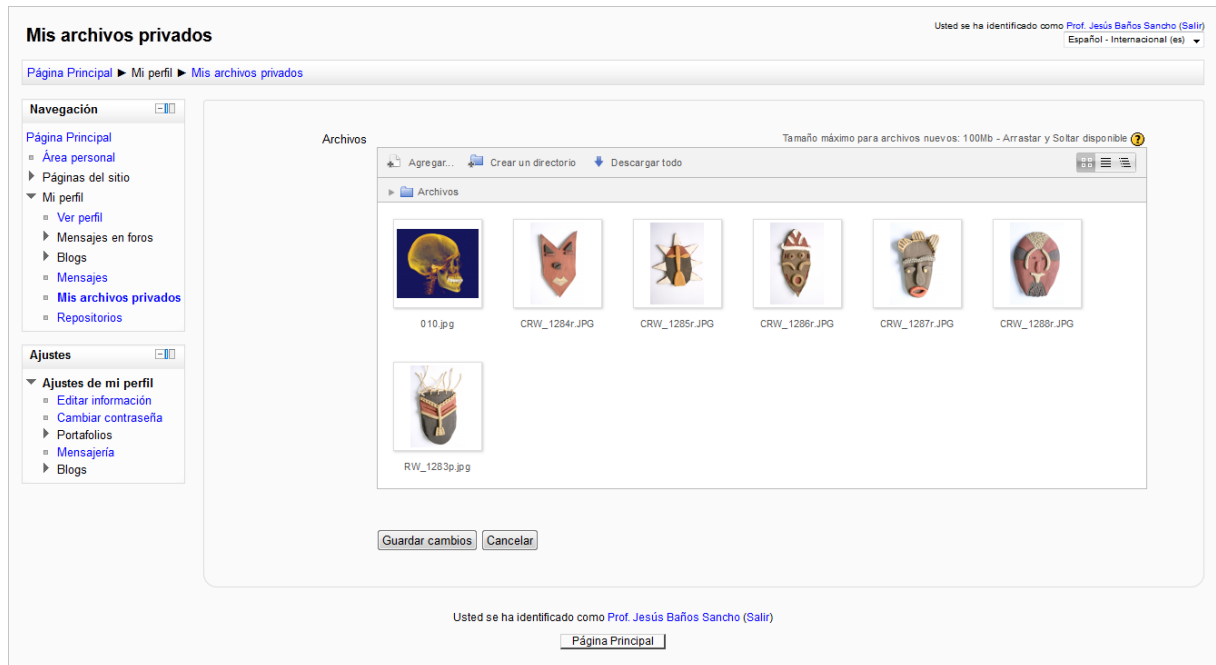 Mis archivos privados
Usted se ha identificado como Prof. Jesús Baños Sancho (Salir)
Español - Internacional (es)
Página Principal ► Mi perfil ► Mis archivos privados
Navegación
Página Principal
Área personal
Páginas del sitio
Mi perfil
Ver perfil
Mensajes en foros
Blogs
Mensajes
Mis archivos privados
Repositorios
Ajustes
Ajustes de mi perfil
Editar información
Cambiar contraseña
Portafolios
Mensajería
Blogs
Archivos
Tamaño máximo para archivos nuevos: 100Mb - Arrastar y Soltar disponible
Agregar... Crear un directorio Descargar todo
Archivos
010.jpg CRW_1284r.JPG CRW_1285r.JPG CRW_1286r.JPG CRW_1287r.JPG CRW_1288r.JPG
RW_1283p.jpg
Guardar cambios Cancelar
Usted se ha identificado como Prof. Jesús Baños Sancho (Salir)
Página Principal